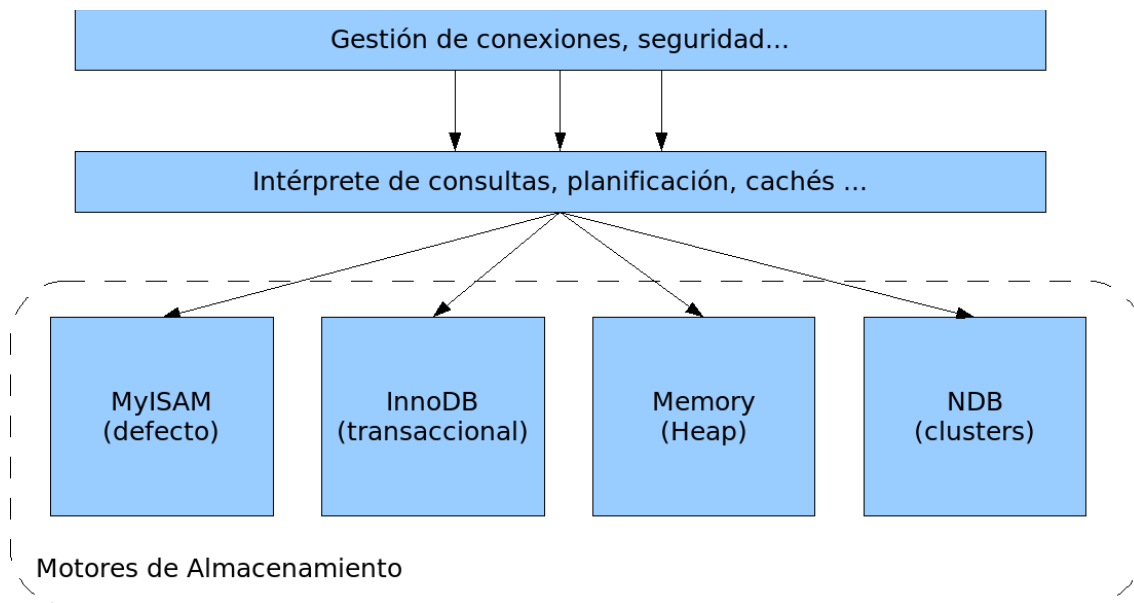 Gestión de conexiones, seguridad...
Intérprete de consultas, planificación, cachés ...
MyISAM
(defecto)
InnoDB
(transaccional)
Memory
(Heap)
NDB
(clusters)
Motores de Almacenamiento